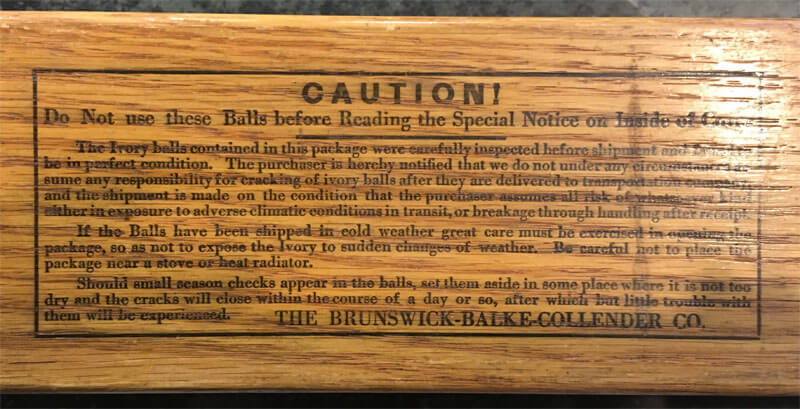 CAUTION!
Do Not use these Balls before Reading the Special Notice on Inside of Cover
The Ivory balls contained in this package were carefully inspected before shipment and found to
be in perfect condition. The purchaser is hereby notified that we do not under any circumstances as-
sume any responsibility for cracking of ivory balls after they are delivered to transportation company,
and the shipment is made on the condition that the purchaser assumes all risk of whatsoever kind
either in exposure to adverse climatic conditions in transit, or breakage through handling after receipt.
If the Balls have been shipped in cold weather great care must be exercised in opening the
package, so as not to expose the Ivory to sudden changes of weather. Be careful not to place the
package near a stove or heat radiator.
Should small season checks appear in the balls, set them aside in some place where it is not too
dry and the cracks will close within the course of a day or so, after which but little trouble with
them will be experienced. THE BRUNSWICK-BALKE-COLLENDER CO.